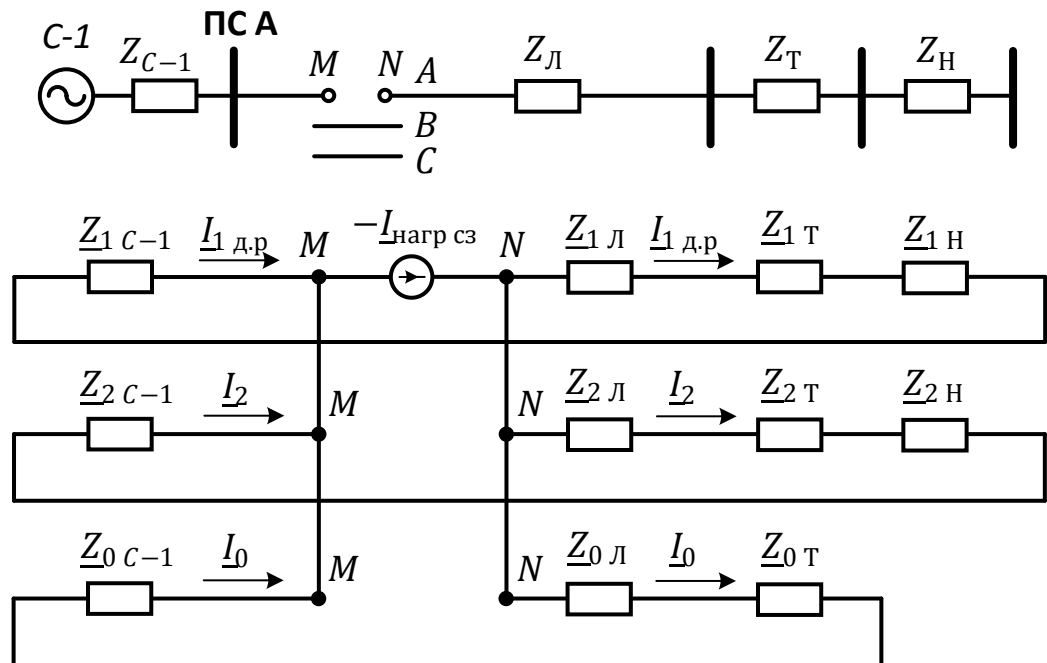 ПС А
C-1 Z_{C−1} M N A Z_Л Z_Т Z_Н
B
C
Z_{1 C−1} I_{1 д.р} M −I_{нагр сз} N Z_{1 Л} I_{1 д.р} Z_{1 Т} Z_{1 Н}
Z_{2 C−1} I_2 M N Z_{2 Л} I_2 Z_{2 Т} Z_{2 Н}
Z_{0 C−1} I_0 M N Z_{0 Л} I_0 Z_{0 Т}